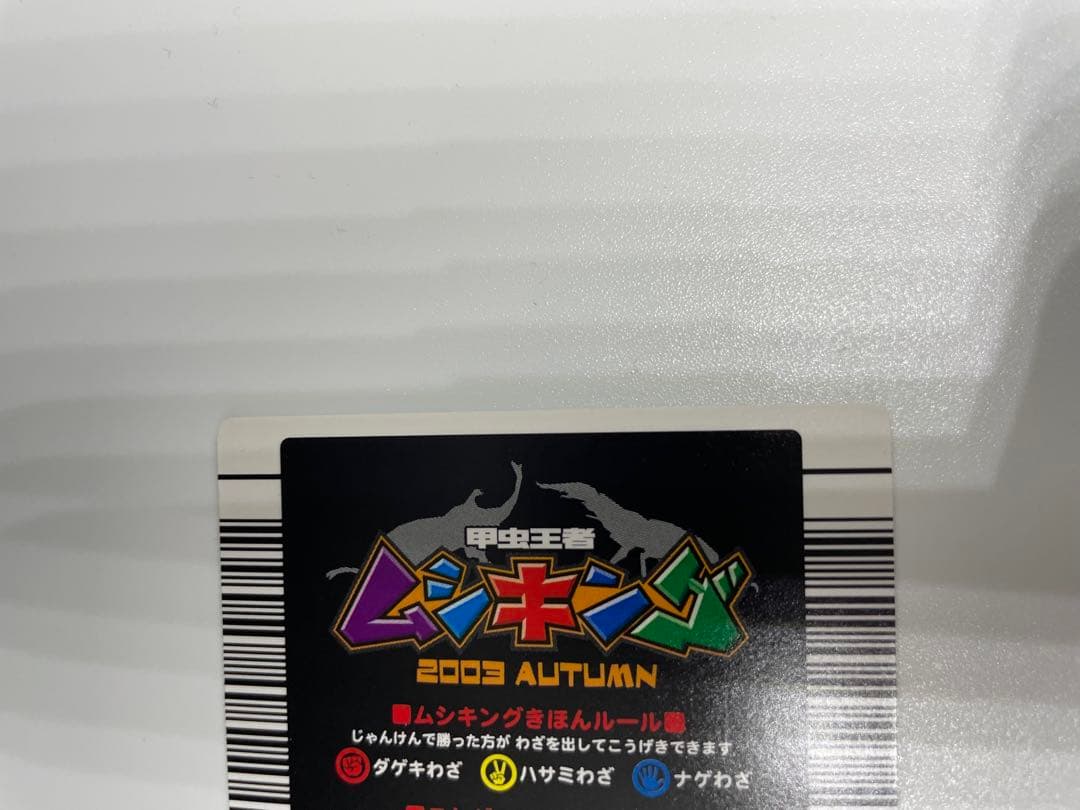 甲虫王者
ムシキング
2003 AUTUMN
ムシキングきほんルール
じゃんけんで勝った方が わざを出してこうげきできます
ダゲキわざ ハサミわざ ナゲわざ